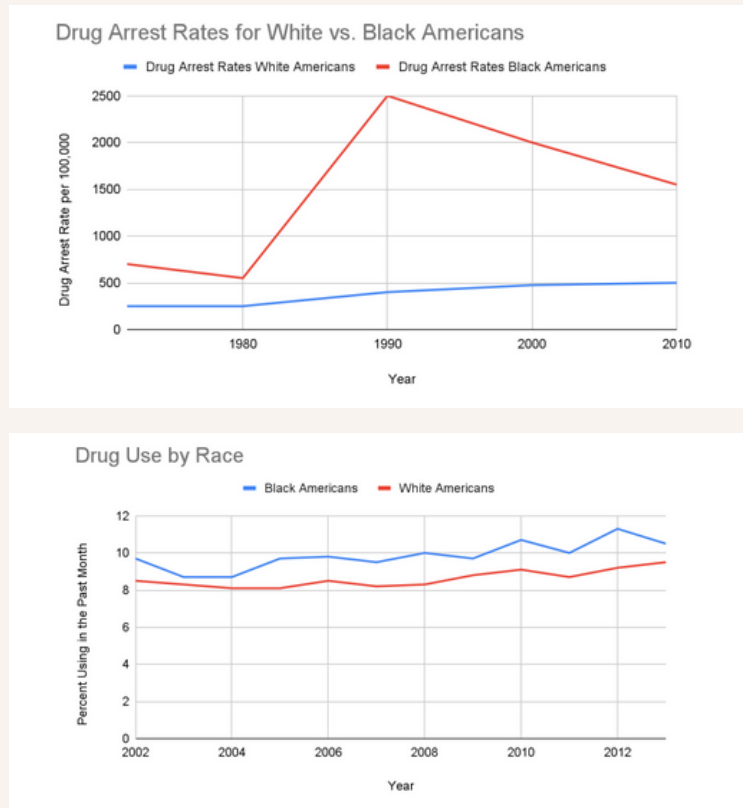 Drug Arrest Rates for White vs. Black Americans
Drug Arrest Rates White Americans Drug Arrest Rates Black Americans
Drug Arrest Rate per 100,000
2500
2000
1500
1000
500
0
1980 1990 2000 2010
Year
Drug Use by Race
Black Americans White Americans
Percent Using in the Past Month
12
10
8
6
4
2
0
2002 2004 2006 2008 2010 2012
Year